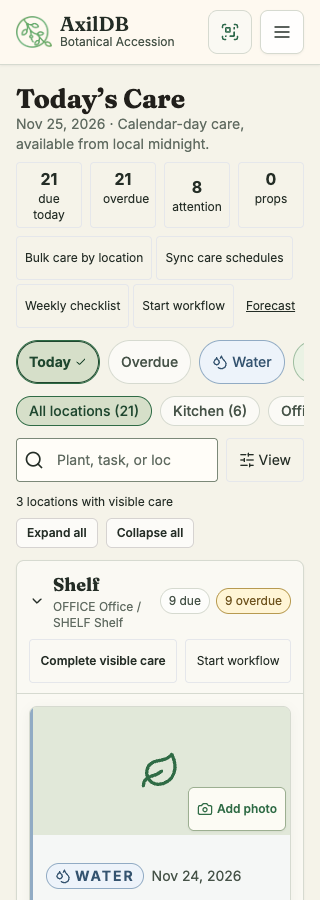 AxilDB
Botanical Accession
Today's Care
Nov 25, 2026 · Calendar-day care,
available from local midnight.
21 21 8 0
due today overdue attention props
Bulk care by location Sync care schedules
Weekly checklist Start workflow Forecast
Today ✓ Overdue Water
All locations (21) Kitchen (6) Offi
Plant, task, or loc View
3 locations with visible care
Expand all Collapse all
Shelf
OFFICE Office /
SHELF Shelf
9 due 9 overdue
Complete visible care Start workflow
Add photo
WATER Nov 24, 2026